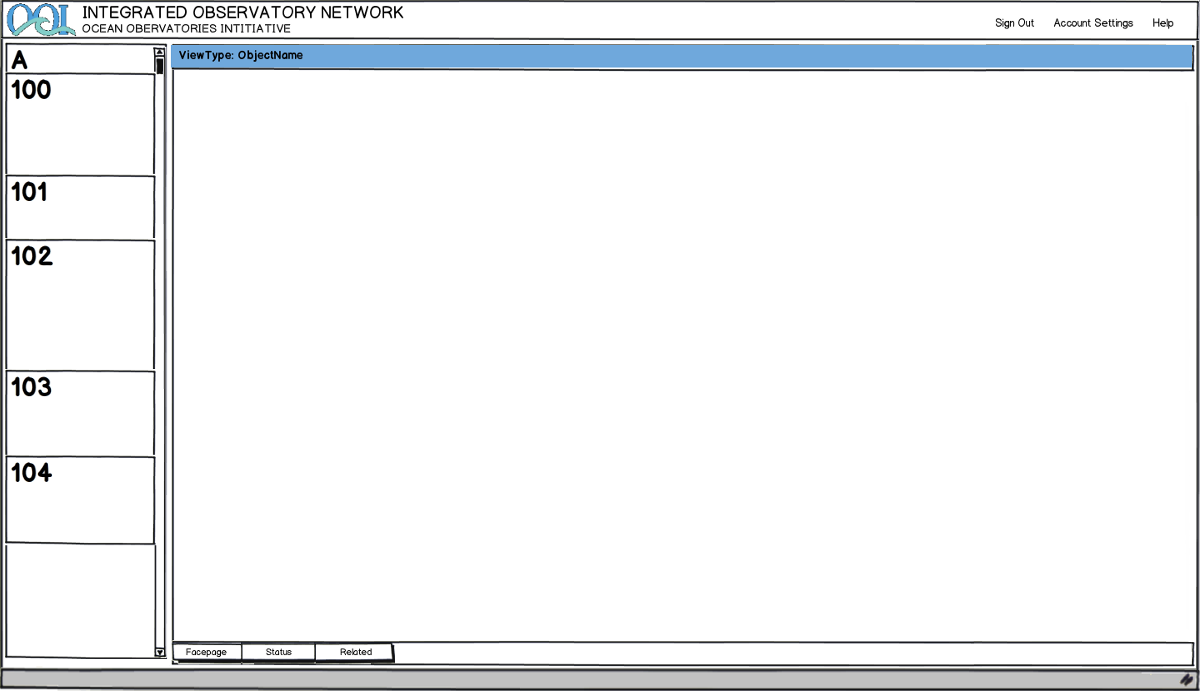 OOI INTEGRATED OBSERVATORY NETWORK
OCEAN OBERVATORIES INTITIATIVE
Sign Out Account Settings Help
A
100
101
102
103
104
ViewType: ObjectName
Facepage Status Related